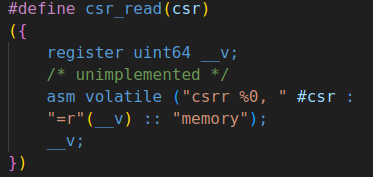 #define csr_read(csr)
({
    register uint64 __v;
    /* unimplemented */
    asm volatile ("csrr %0, " #csr :
    "=r"(__v) :: "memory");
    __v;
})